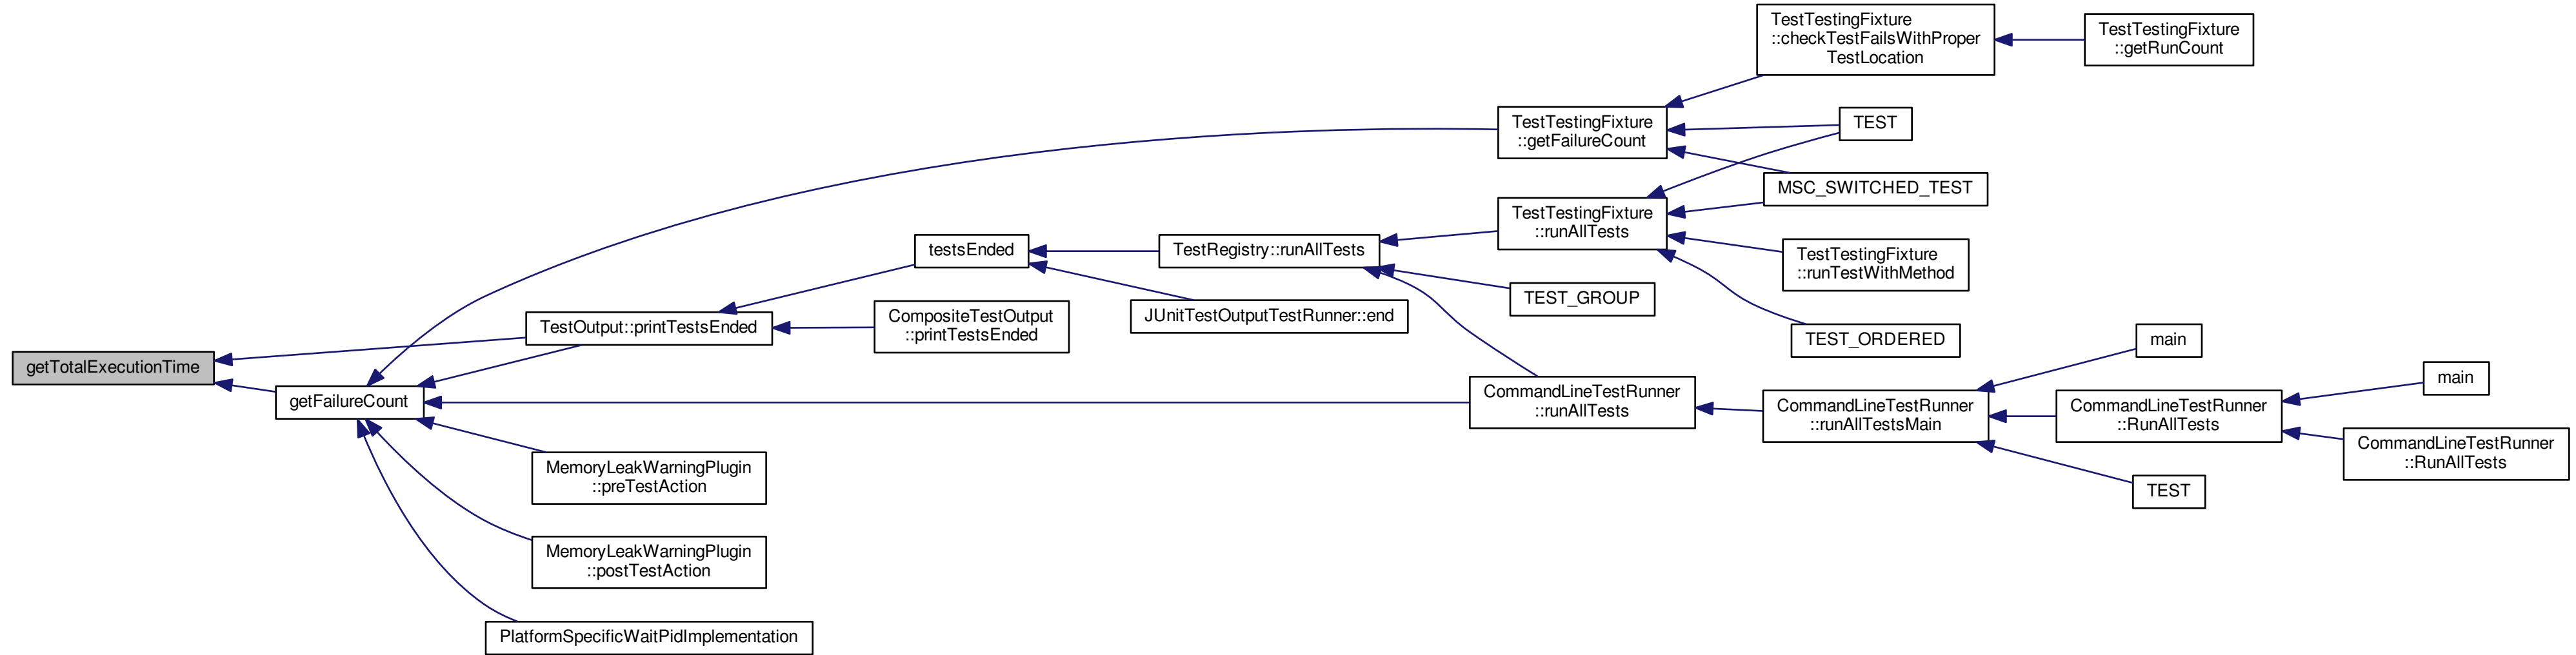 TestTestingFixture
::checkTestFailsWithProper
TestLocation
TestTestingFixture
::getRunCount
TestTestingFixture
::getFailureCount
TEST
MSC_SWITCHED_TEST
TestTestingFixture
::runAllTests
testsEnded
TestRegistry::runAllTests
TestTestingFixture
::runTestWithMethod
TEST_GROUP
JUnitTestOutputTestRunner::end
CompositeTestOutput
::printTestsEnded
TestOutput::printTestsEnded
TEST_ORDERED
main
getTotalExecutionTime
getFailureCount
CommandLineTestRunner
::runAllTests
CommandLineTestRunner
::runAllTestsMain
CommandLineTestRunner
::RunAllTests
main
CommandLineTestRunner
::RunAllTests
MemoryLeakWarningPlugin
::preTestAction
TEST
MemoryLeakWarningPlugin
::postTestAction
PlatformSpecificWaitPidImplementation